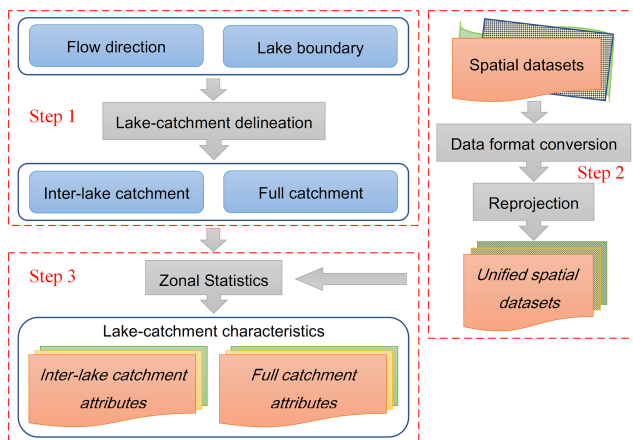 Flow direction
Lake boundary
Step 1
Lake-catchment delineation
Inter-lake catchment
Full catchment
Spatial datasets
Data format conversion
Step 2
Reprojection
Unified spatial
datasets
Step 3
Zonal Statistics
Lake-catchment characteristics
Inter-lake catchment
attributes
Full catchment
attributes